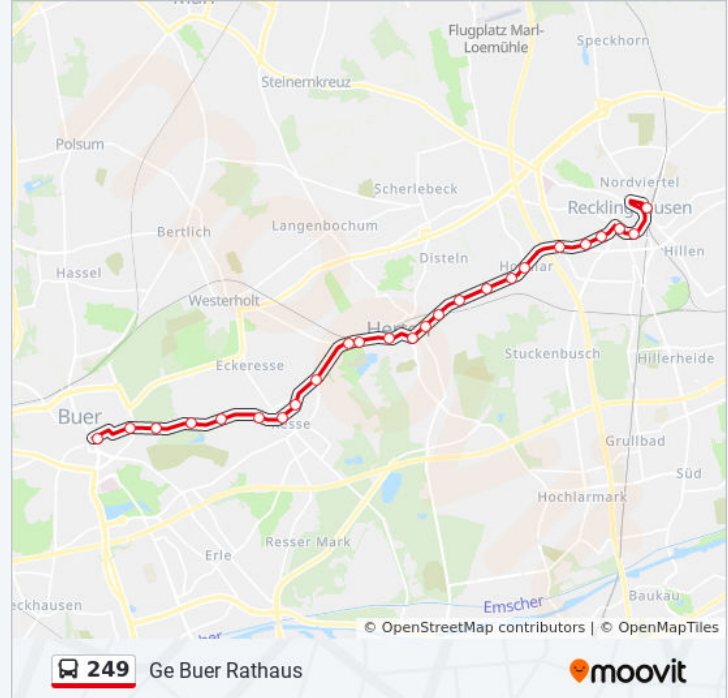 Flugplatz Marl-
Loemühle
Speckhorn
Steinernkreuz
Polsum
Scherlebeck
Nordviertel
Recklinghausen
Bertlich
Langenbochum
Hillen
Disteln
Hassel
Westerholt
Stuckenbusch
Hillerheide
Eckeresse
Buer
Grullbad
Süd
Hochlarmark
Resser Mark
Erle
Emscher
Baukau
© OpenStreetMap contributors | © OpenMapTiles
249 Ge Buer Rathaus
moovit